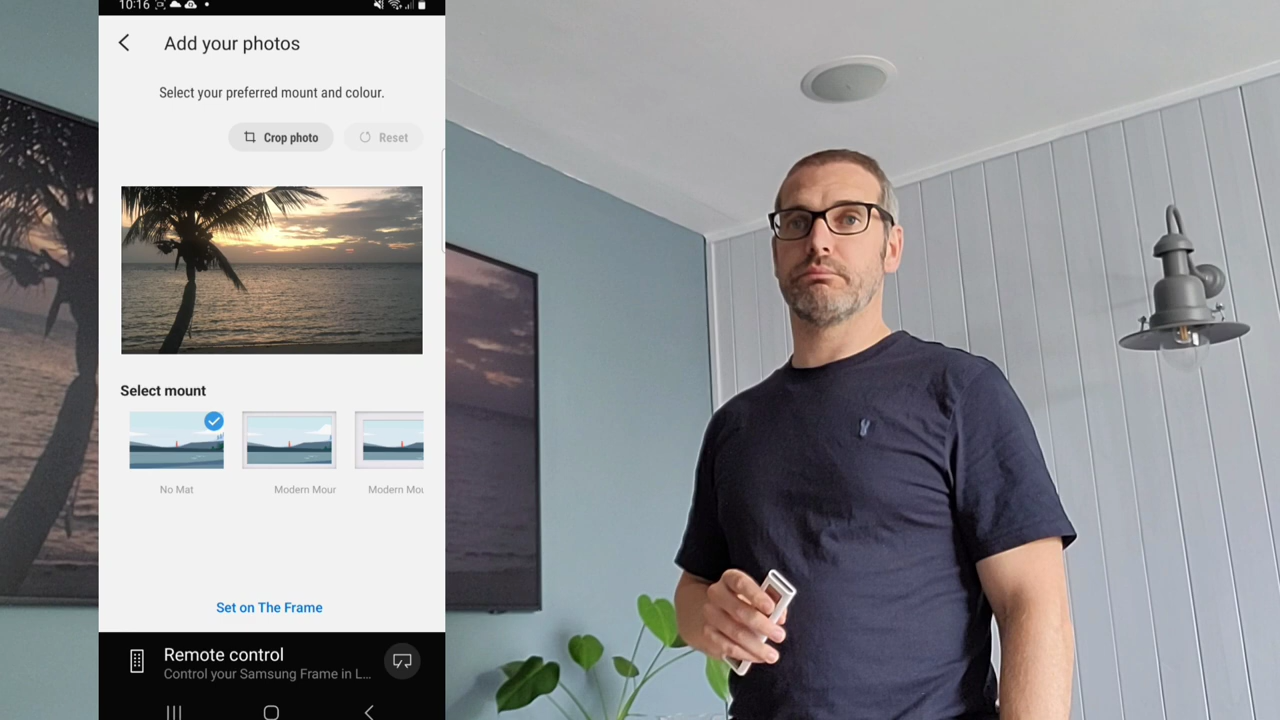 10:16
Add your photos
Select your preferred mount and colour.
Crop photo
Reset
Select mount
No Mat
Modern Mour
Modern Mou
Set on The Frame
Remote control
Control your Samsung Frame in L...